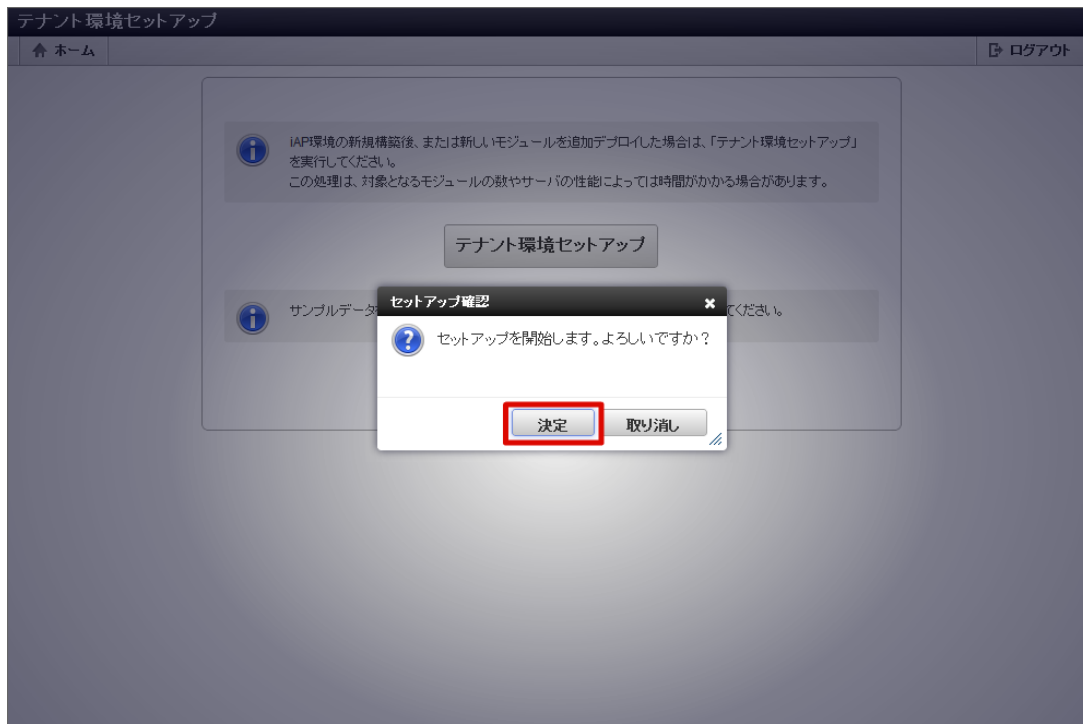 テナント環境セットアップ
ホーム
ログアウト
iAP環境の新規構築後、または新しいモジュールを追加デプロイした場合は、「テナント環境セットアップ」
を実行してください。
この処理は、対象となるモジュールの数やサーバの性能によっては時間がかかる場合があります。
テナント環境セットアップ
サンプルデータ
てください。
セットアップ確認
セットアップを開始します。よろしいですか？
決定
取り消し